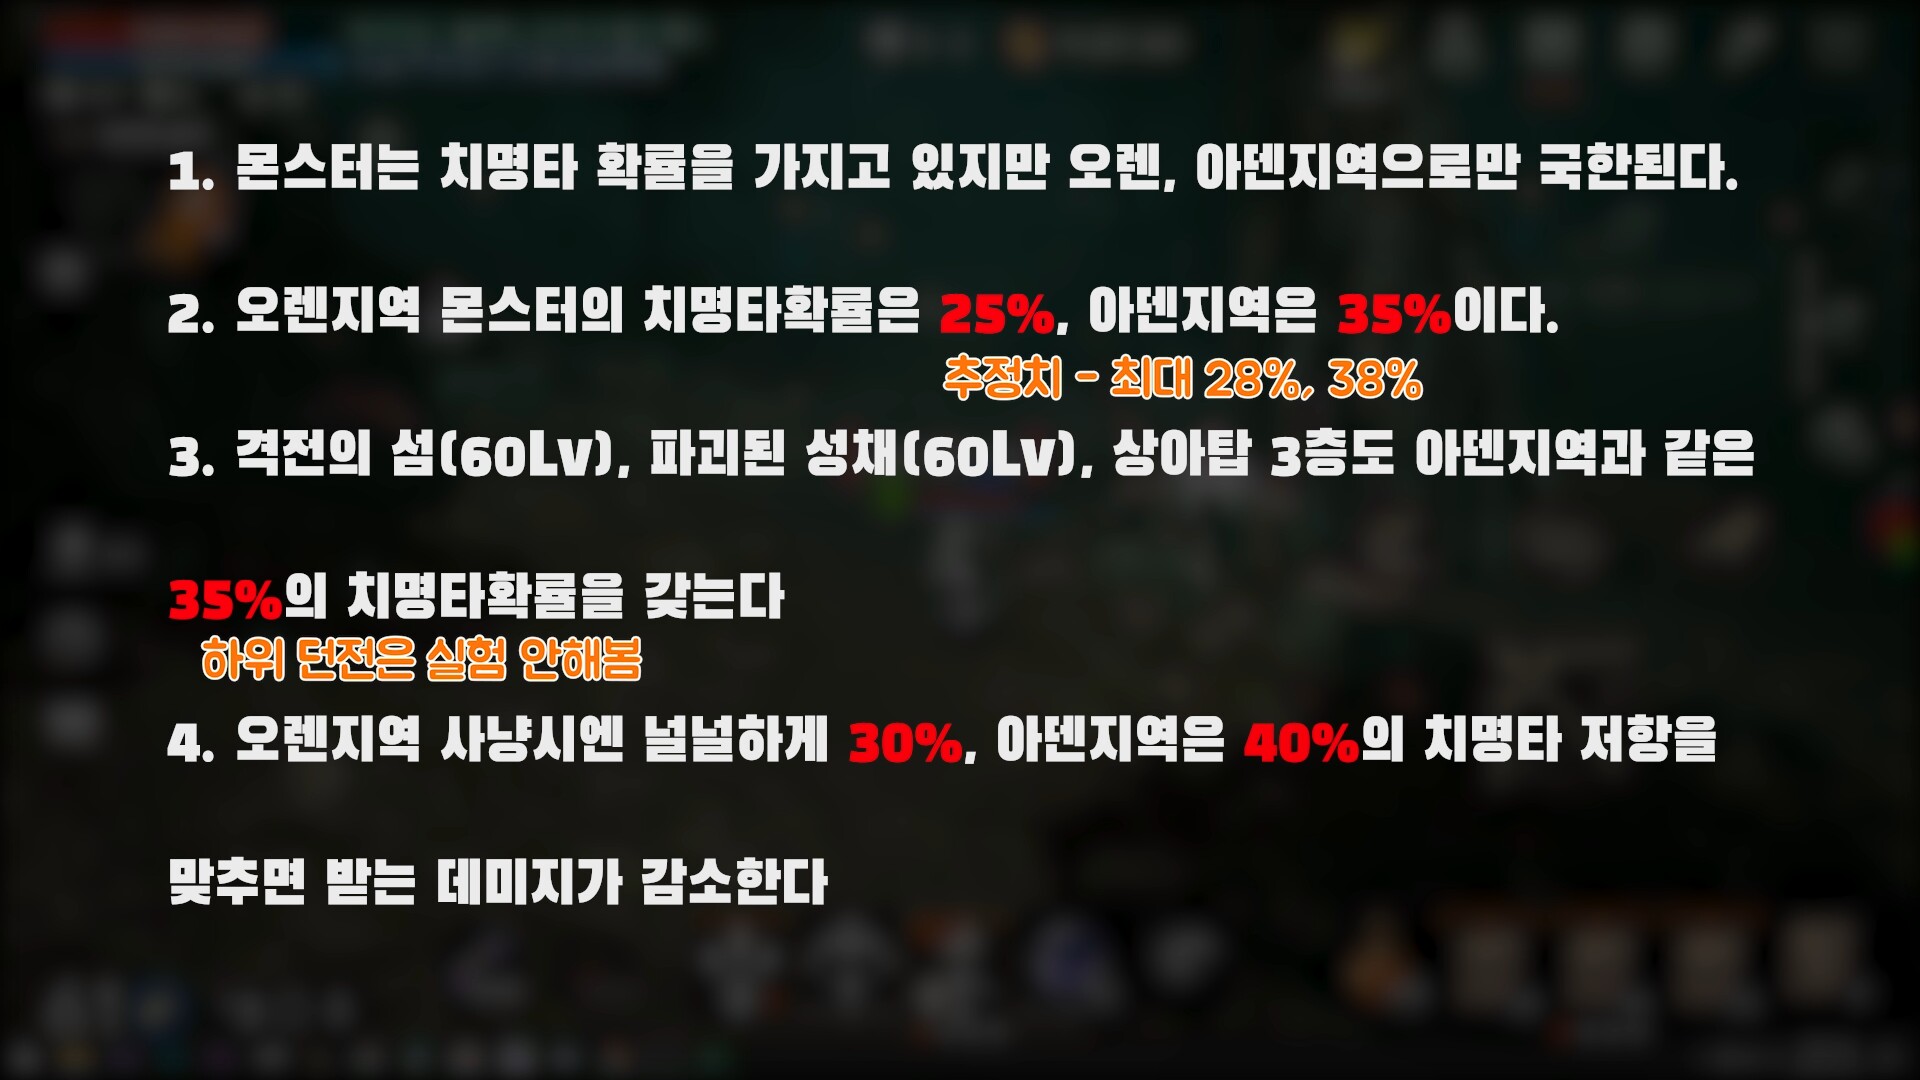 1. 몬스터는 치명타 확률을 가지고 있지만 오렌, 아덴지역으로만 국한된다.
2. 오렌지역 몬스터의 치명타확률은 25%, 아덴지역은 35%이다.
추정치 - 최대 28%, 38%
3. 격전의 섬(60Lv), 파괴된 성채(60Lv), 상아탑 3층도 아덴지역과 같은
35%의 치명타확률을 갖는다
하위 던전은 실험 안해봄
4. 오렌지역 사냥시엔 널널하게 30%, 아덴지역은 40%의 치명타 저항을
맞추면 받는 데미지가 감소한다